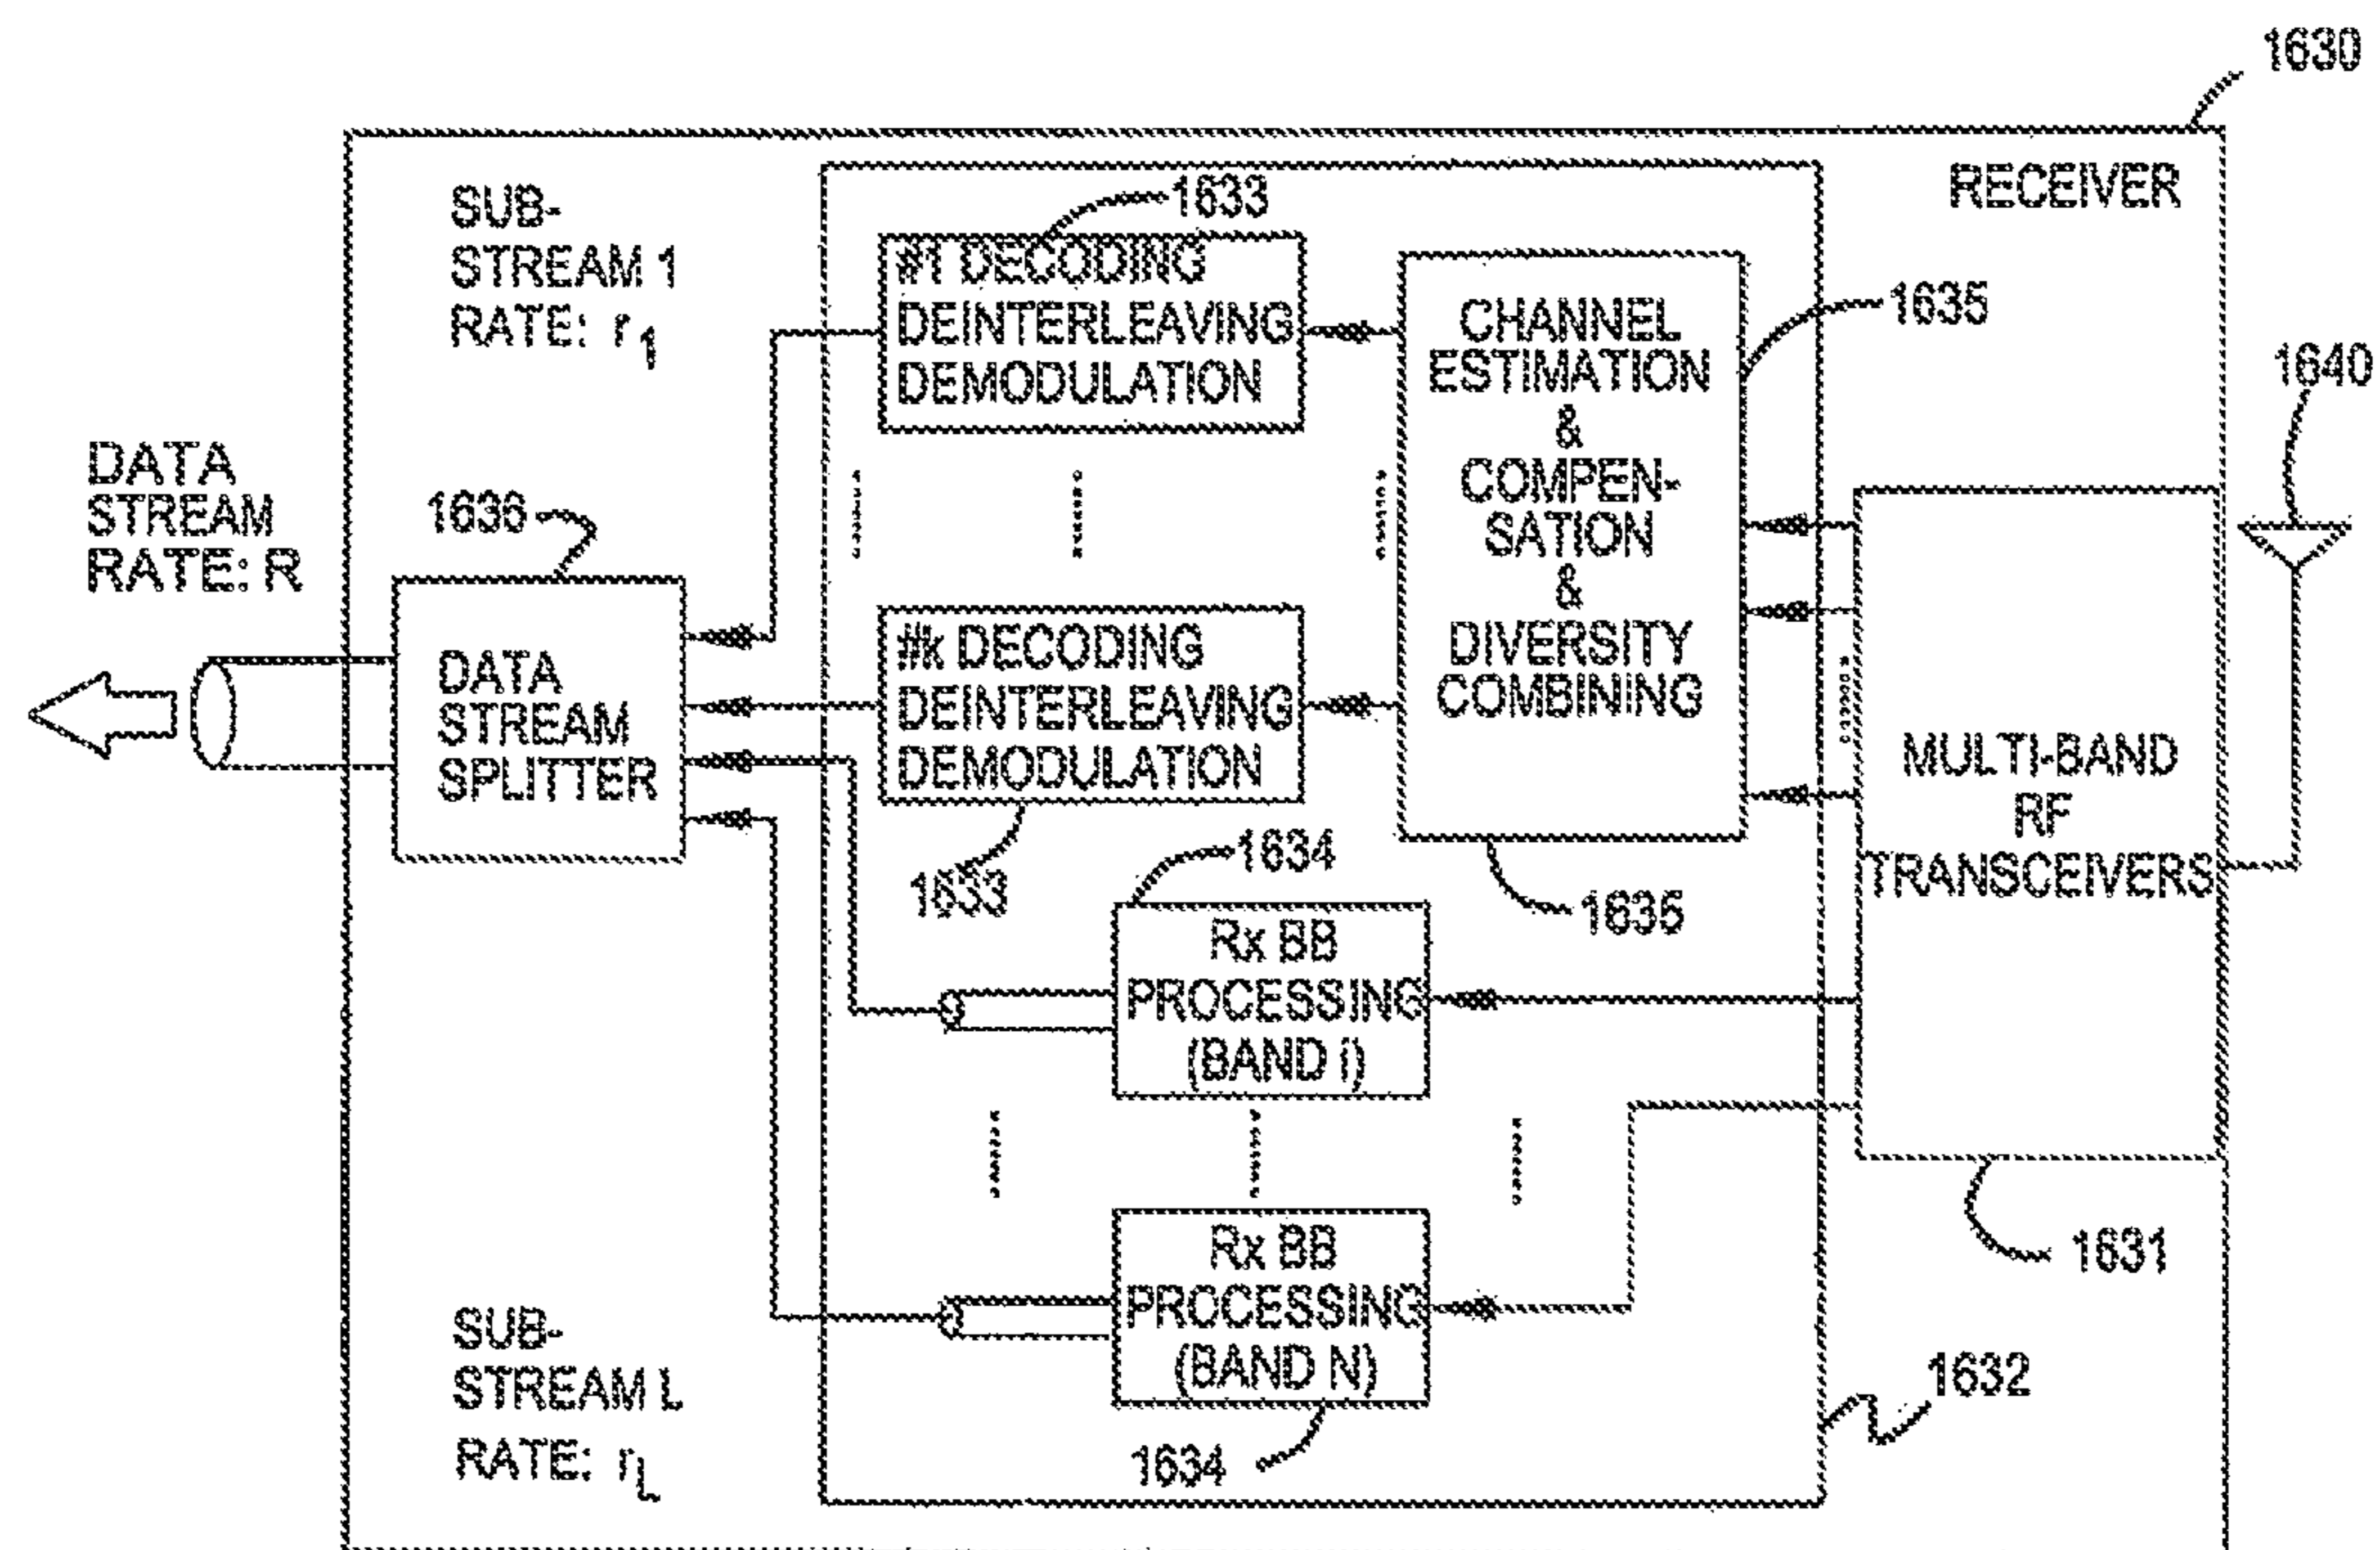 1630
RECEIVER
SUB-
STREAM 1
RATE: r1
1633
#1 DECODING
DEINTERLEAVING
DEMODULATION
CHANNEL
ESTIMATION
&
COMPEN-
SATION
&
DIVERSITY
COMBINING
1635
1640
DATA
STREAM
RATE: R
1636
DATA
STREAM
SPLITTER
#k DECODING
DEINTERLEAVING
DEMODULATION
1633
1635
MULTI-BAND
RF
TRANSCEIVERS
1634
Rx BB
PROCESSING
(BAND i)
1631
Rx BB
PROCESSING
(BAND N)
1634
1632
SUB-
STREAM L
RATE: rL